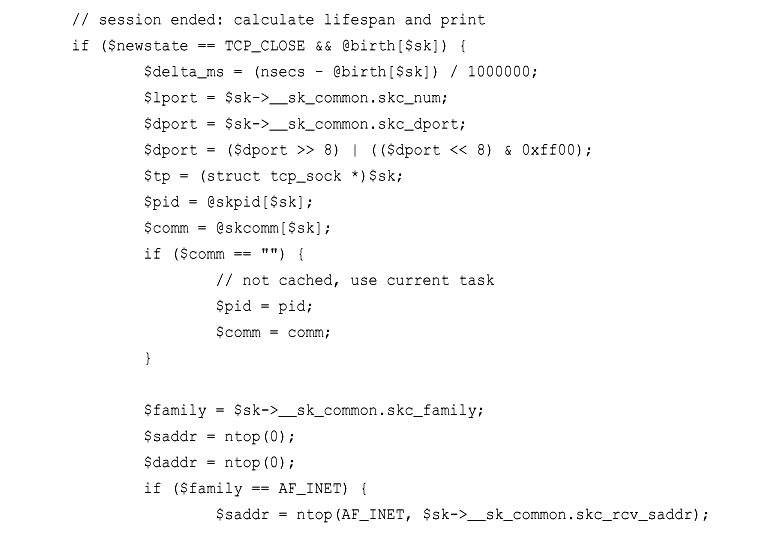 // session ended: calculate lifespan and print
if ($newstate == TCP_CLOSE && @birth[$sk]) {
$delta_ms = (nsecs - @birth[$sk]) / 1000000;
$lport = $sk->__sk_common.skc_num;
$dport = $sk->__sk_common.skc_dport;
$dport = ($dport >> 8) | (($dport << 8) & 0xff00);
$tp = (struct tcp_sock *)$sk;
$pid = @skpid[$sk];
$comm = @skcomm[$sk];
if ($comm == "") {
// not cached, use current task
$pid = pid;
$comm = comm;
}
$family = $sk->__sk_common.skc_family;
$saddr = ntop(0);
$daddr = ntop(0);
if ($family == AF_INET) {
$saddr = ntop(AF_INET, $sk->__sk_common.skc_rcv_saddr);